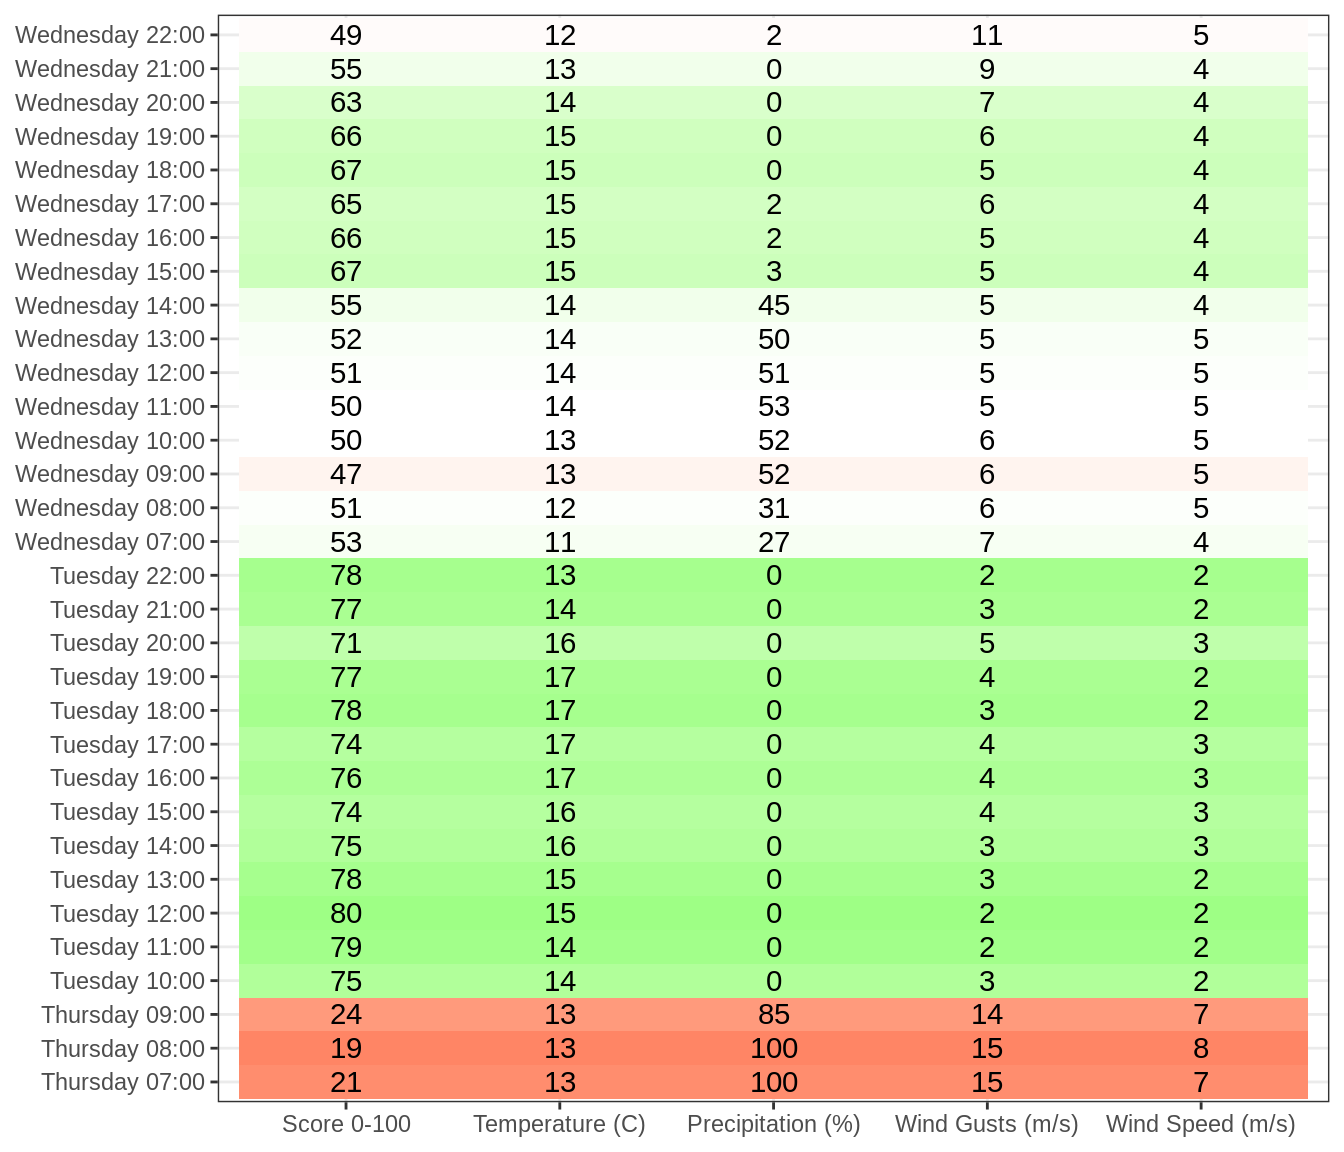 Wednesday 22:00 49 12 2 11 5
Wednesday 21:00 55 13 0 9 4
Wednesday 20:00 63 14 0 7 4
Wednesday 19:00 66 15 0 6 4
Wednesday 18:00 67 15 0 5 4
Wednesday 17:00 65 15 2 6 4
Wednesday 16:00 66 15 2 5 4
Wednesday 15:00 67 15 3 5 4
Wednesday 14:00 55 14 45 5 4
Wednesday 13:00 52 14 50 5 5
Wednesday 12:00 51 14 51 5 5
Wednesday 11:00 50 14 53 5 5
Wednesday 10:00 50 13 52 6 5
Wednesday 09:00 47 13 52 6 5
Wednesday 08:00 51 12 31 6 5
Wednesday 07:00 53 11 27 7 4
Tuesday 22:00 78 13 0 2 2
Tuesday 21:00 77 14 0 3 2
Tuesday 20:00 71 16 0 5 3
Tuesday 19:00 77 17 0 4 2
Tuesday 18:00 78 17 0 3 2
Tuesday 17:00 74 17 0 4 3
Tuesday 16:00 76 17 0 4 3
Tuesday 15:00 74 16 0 4 3
Tuesday 14:00 75 16 0 3 3
Tuesday 13:00 78 15 0 3 2
Tuesday 12:00 80 15 0 2 2
Tuesday 11:00 79 14 0 2 2
Tuesday 10:00 75 14 0 3 2
Thursday 09:00 24 13 85 14 7
Thursday 08:00 19 13 100 15 8
Thursday 07:00 21 13 100 15 7
Score 0-100 Temperature (C) Precipitation (%) Wind Gusts (m/s) Wind Speed (m/s)